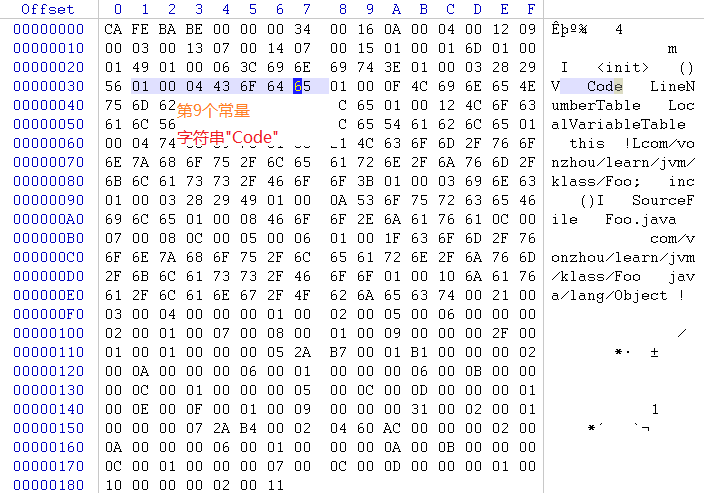 Offset 0 1 2 3 4 5 6 7 8 9 A B C D E F
00000000 CA FE BA BE 00 00 00 34 00 16 0A 00 04 00 12 09 Êþº¾ 4
00000010 00 03 00 13 07 00 14 07 00 15 01 00 01 6D 01 00 m
00000020 01 49 01 00 06 3C 69 6E 69 74 3E 01 00 03 28 29 I <init> ()
00000030 56 01 00 04 43 6F 64 65 01 00 0F 4C 69 6E 65 4E V Code LineN
00000040 75 6D 62 C 65 01 00 12 4C 6F 63 umberTable Loc
第9个常量
00000050 61 6C 56 C 65 54 61 62 6C 65 01 alVariableTable
字符串"Code"
00000060 00 04 74 4C 63 6F 6D 2F 76 6F this !Lcom/vo
00000070 6E 7A 68 6F 75 2F 6C 65 61 72 6E 2F 6A 76 6D 2F nzhou/learn/jvm/
00000080 6B 6C 61 73 73 2F 46 6F 6F 3B 01 00 03 69 6E 63 klass/Foo; inc
00000090 01 00 03 28 29 49 01 00 0A 53 6F 75 72 63 65 46 ()I SourceF
000000A0 69 6C 65 01 00 08 46 6F 6F 2E 6A 61 76 61 0C 00 ile Foo.java
000000B0 07 00 08 0C 00 05 00 06 01 00 1F 63 6F 6D 2F 76 com/v
000000C0 6F 6E 7A 68 6F 75 2F 6C 65 61 72 6E 2F 6A 76 6D onzhou/learn/jvm
000000D0 2F 6B 6C 61 73 73 2F 46 6F 6F 01 00 10 6A 61 76 /klass/Foo jav
000000E0 61 2F 6C 61 6E 67 2F 4F 62 6A 65 63 74 00 21 00 a/lang/Object !
000000F0 03 00 04 00 00 00 01 00 02 00 05 00 06 00 00 00
00000100 02 00 01 00 07 00 08 00 01 00 09 00 00 00 2F 00 /
00000110 01 00 01 00 00 00 05 2A B7 00 01 B1 00 00 00 02 *· ±
00000120 00 0A 00 00 00 06 00 01 00 00 00 06 00 0B 00 00
00000130 00 0C 00 01 00 00 00 05 00 0C 00 0D 00 00 00 01
00000140 00 0E 00 0F 00 01 00 09 00 00 00 31 00 02 00 01 1
00000150 00 00 00 07 2A B4 00 02 04 60 AC 00 00 00 02 00 *´ `¬
00000160 0A 00 00 00 06 00 01 00 00 00 0A 00 0B 00 00 00
00000170 0C 00 01 00 00 00 07 00 0C 00 0D 00 00 00 01 00
00000180 10 00 00 00 02 00 11